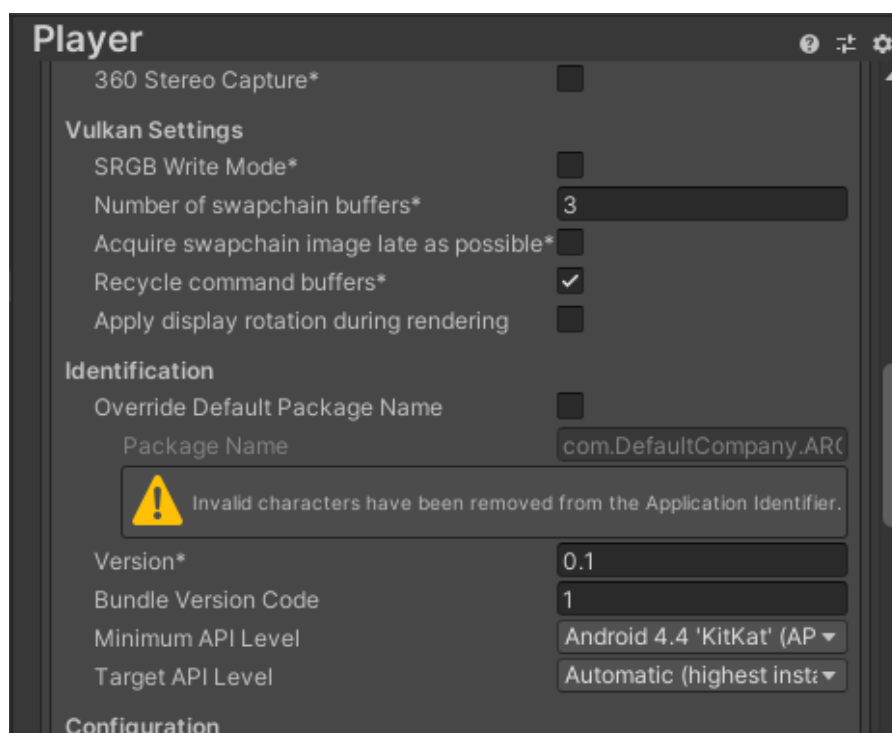 Player
360 Stereo Capture*
Vulkan Settings
SRGB Write Mode*
Number of swapchain buffers* 3
Acquire swapchain image late as possible*
Recycle command buffers*
Apply display rotation during rendering
Identification
Override Default Package Name
Package Name com.DefaultCompany.AR
Invalid characters have been removed from the Application Identifier.
Version* 0.1
Bundle Version Code 1
Minimum API Level Android 4.4 'KitKat' (AP
Target API Level Automatic (highest insta
Configuration